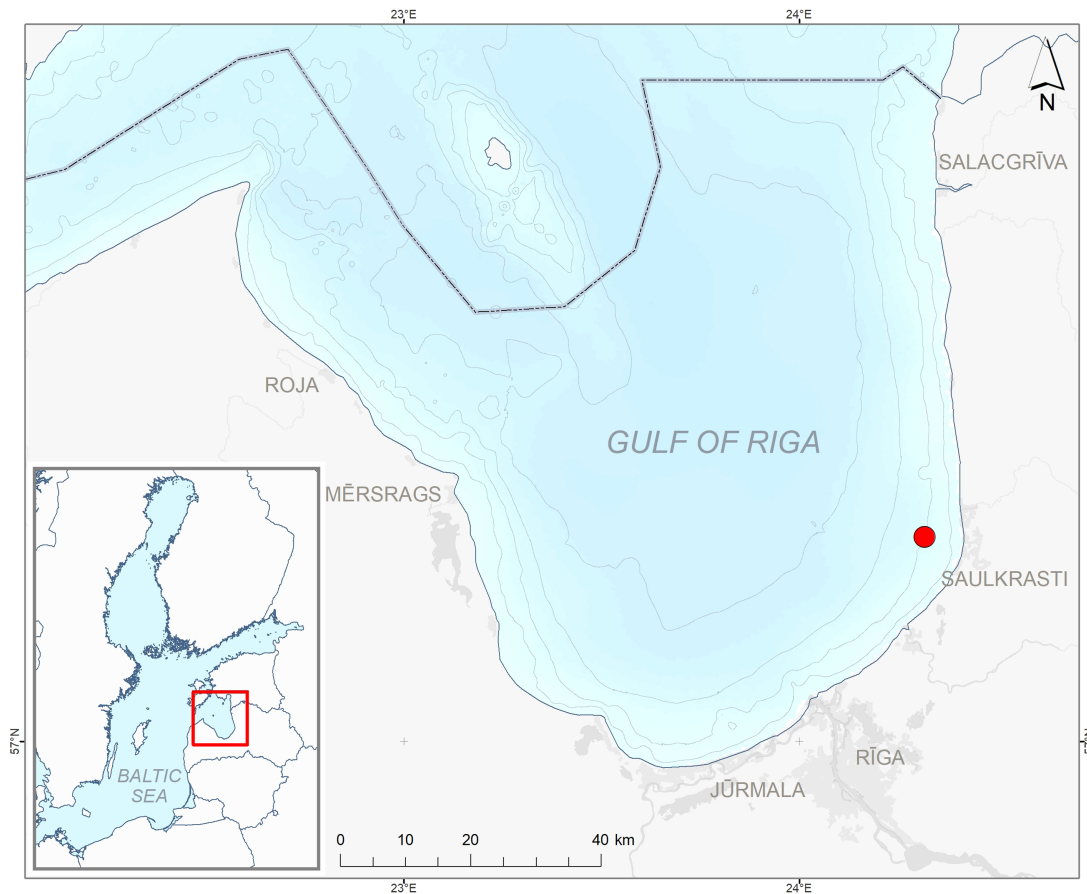 23°E
24°E
N
SALACGRĪVA
ROJA
GULF OF RIGA
MĒRSRAGS
SAULKRASTI
57°N
BALTIC
SEA
RĪGA
JŪRMALA
0 10 20 40 km
23°E
24°E